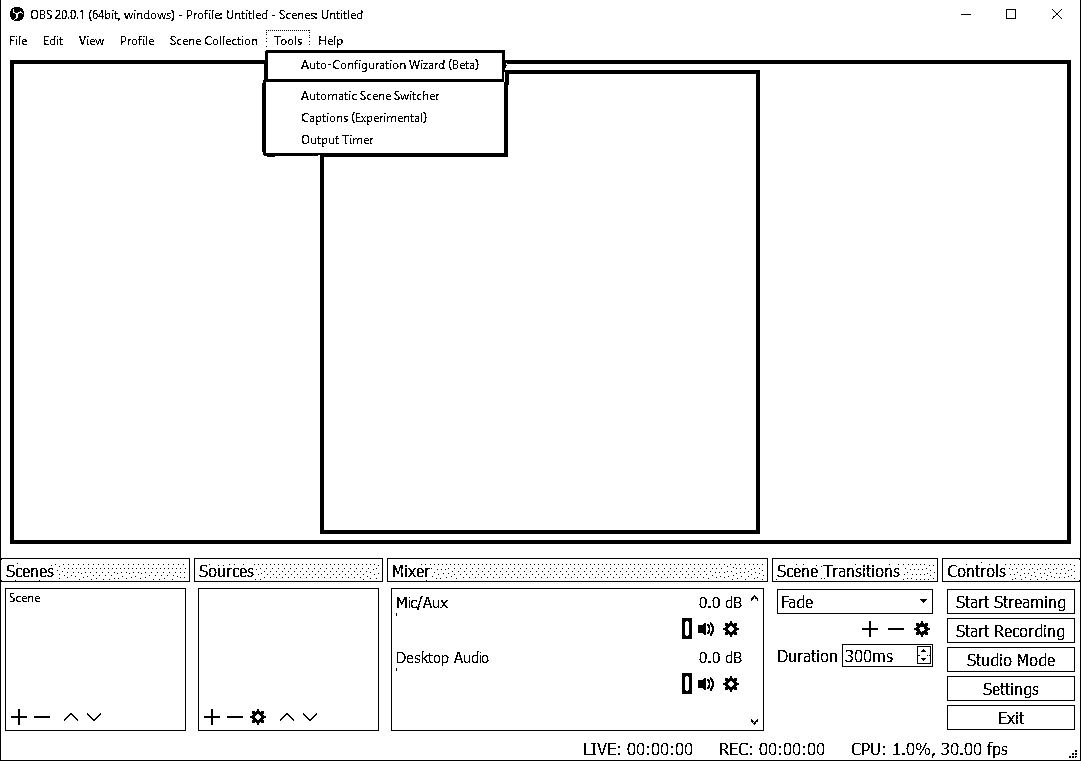 OBS 20.0.1 (64bit, windows) - Profile: Untitled - Scenes: Untitled
File Edit View Profile Scene Collection Tools Help
Auto-Configuration Wizard (Beta)
Automatic Scene Switcher
Captions (Experimental)
Output Timer
Scenes
Scene
Sources
Mixer
Mic/Aux 0.0 dB
Desktop Audio 0.0 dB
Scene Transitions
Fade
Duration 300ms
Controls
Start Streaming
Start Recording
Studio Mode
Settings
Exit
LIVE: 00:00:00 REC: 00:00:00 CPU: 1.0%, 30.00 fps